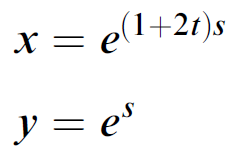 x = e^{(1+2t)s}
y = e^{s}